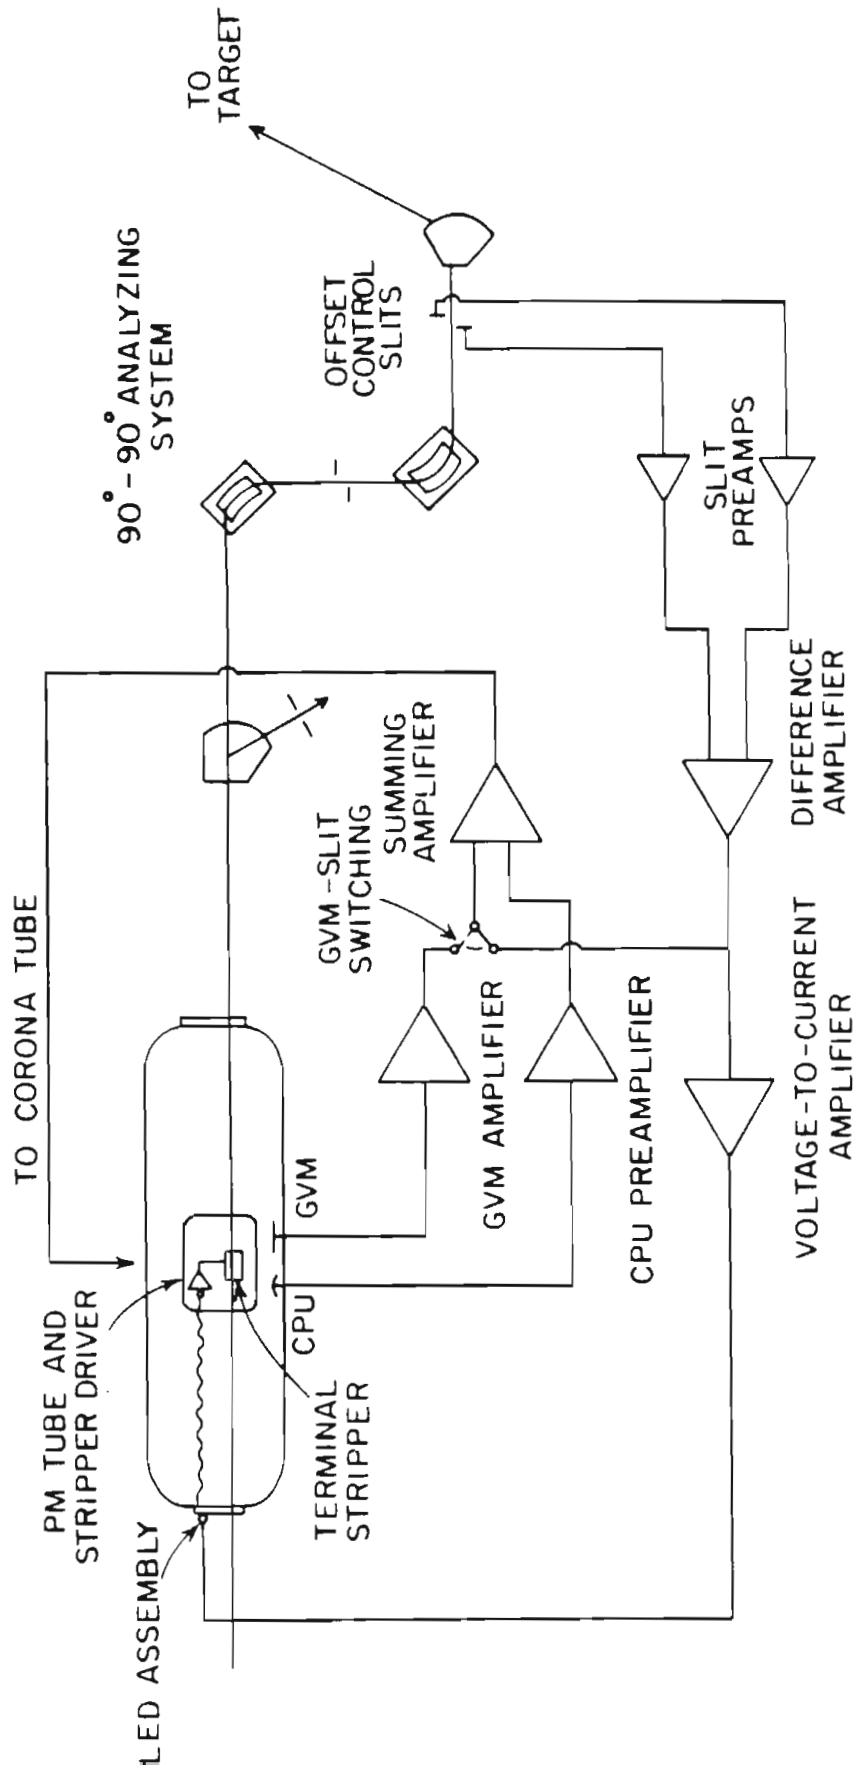 TO
TARGET
90°-90° ANALYZING
SYSTEM
OFFSET
CONTROL
SLITS
SLIT
PREAMPS
DIFFERENCE
AMPLIFIER
SUMMING
AMPLIFIER
GVM-SLIT
SWITCHING
TO CORONA TUBE
GVM AMPLIFIER
CPU PREAMPLIFIER
VOLTAGE-TO-CURRENT
AMPLIFIER
GVM
CPU
PM TUBE AND
STRIPPER DRIVER
TERMINAL
STRIPPER
LED ASSEMBLY